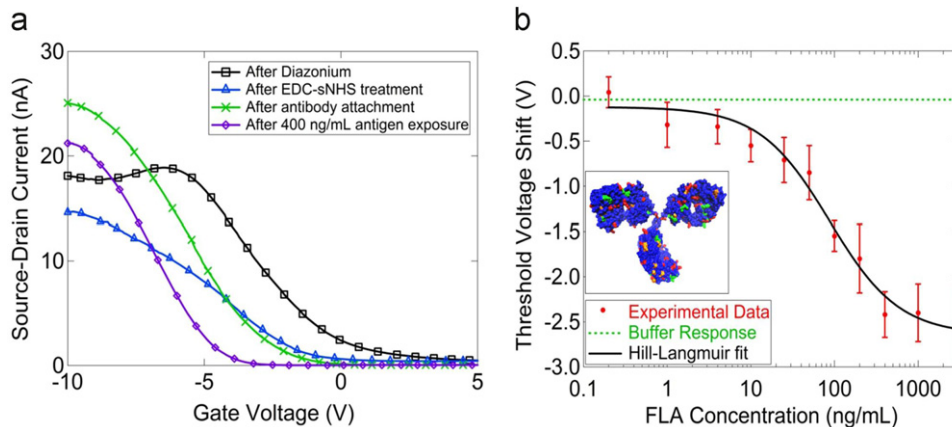 a
Source-Drain Current (nA)
30
20
10
0
After Diazonium
After EDC-sNHS treatment
After antibody attachment
After 400 ng/mL antigen exposure
-10
-5
0
5
Gate Voltage (V)
b
Threshold Voltage Shift (V)
0.5
0.0
-0.5
-1.0
-1.5
-2.0
-2.5
-3.0
Experimental Data
Buffer Response
Hill-Langmuir fit
0.1
1
10
100
1000
FLA Concentration (ng/mL)